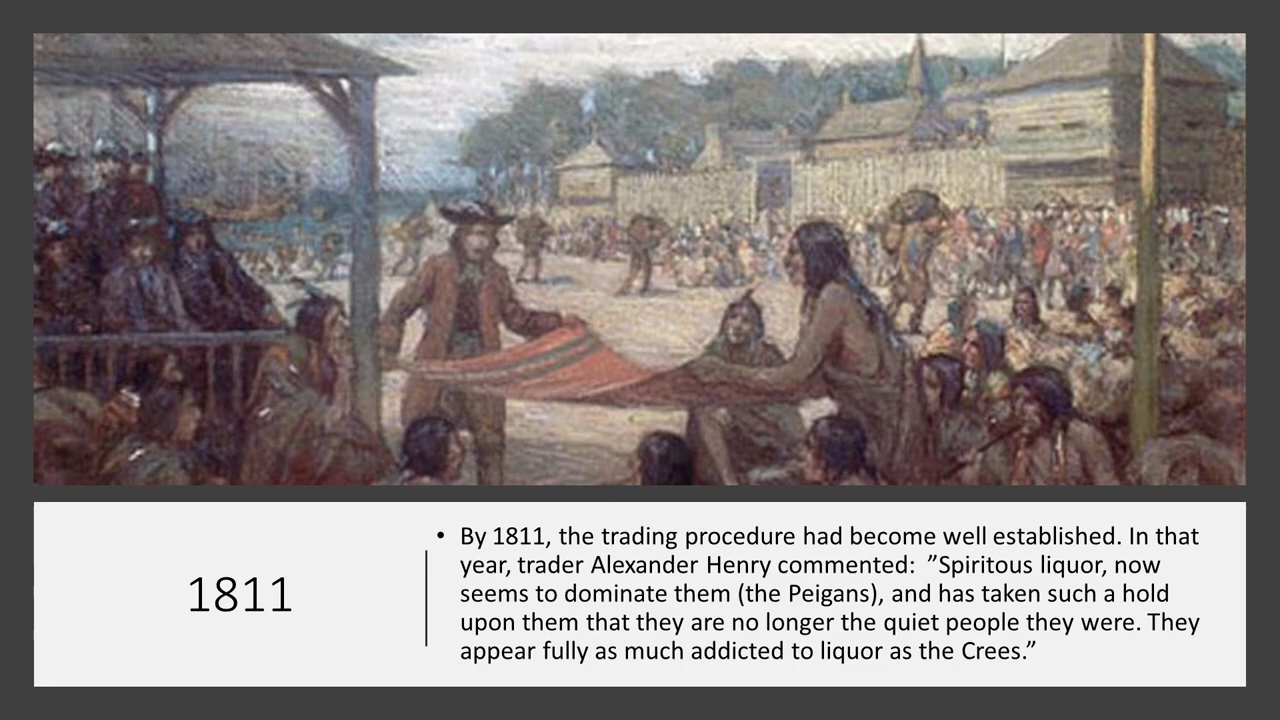 1811
• By 1811, the trading procedure had become well established. In that
year, trader Alexander Henry commented:  ”Spiritous liquor, now
seems to dominate them (the Peigans), and has taken such a hold
upon them that they are no longer the quiet people they were. They
appear fully as much addicted to liquor as the Crees.”